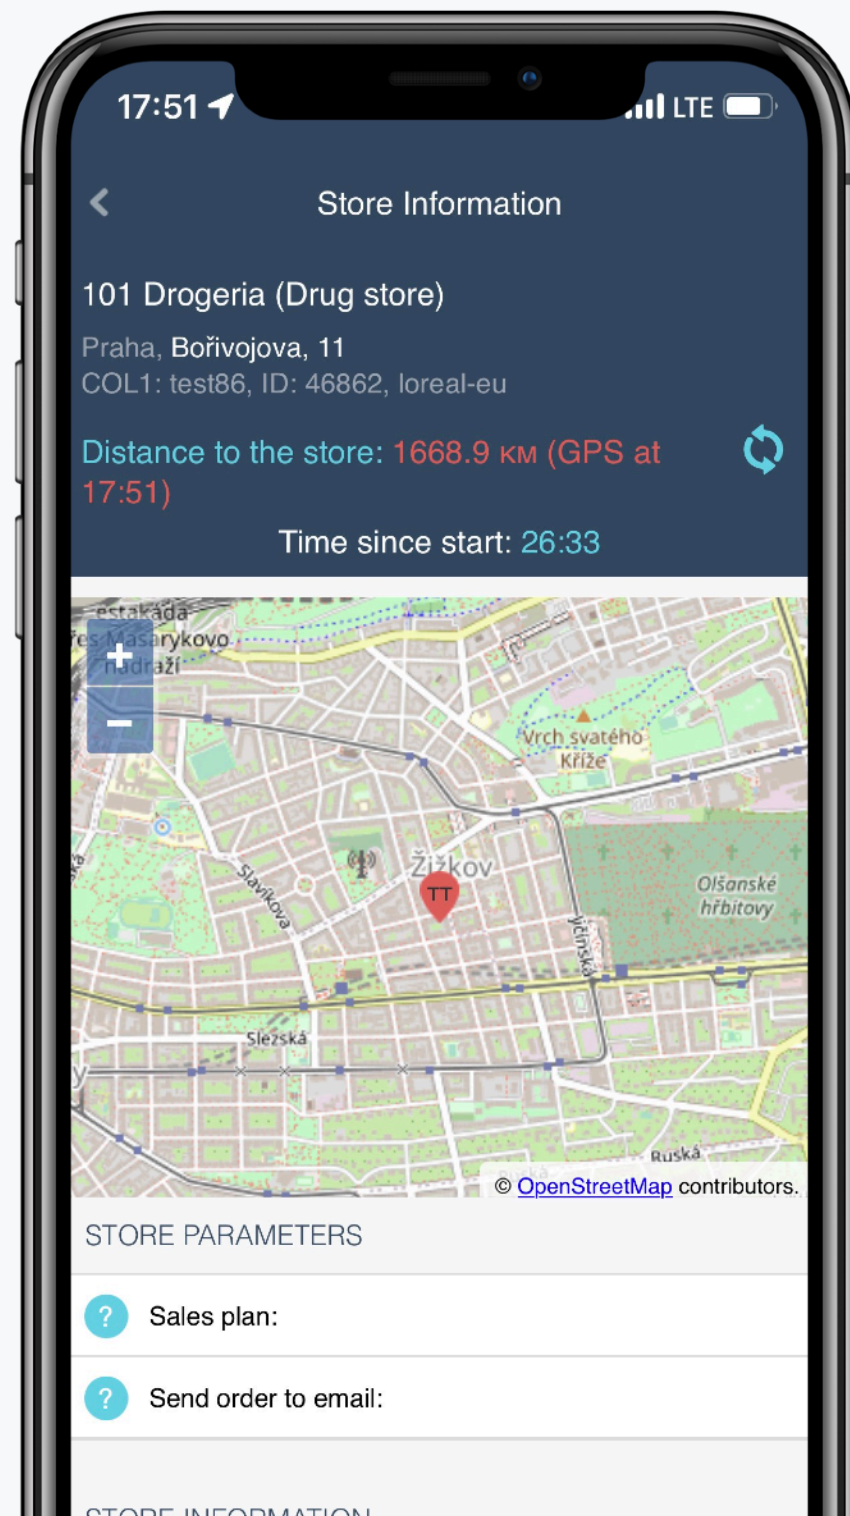 17:51
LTE
Store Information
101 Drogeria (Drug store)
Praha, Bořivojova, 11
COL1: test86, ID: 46862, loreal-eu
Distance to the store: 1668.9 км (GPS at
17:51)
Time since start: 26:33
estakáda
Masarykovo
nádraží
+
−
Vrch svatého
Kříže
Žižkov
TT
Olšanské
hřbitovy
Slavíkova
Jičínská
Slezská
Ruská
© OpenStreetMap contributors.
STORE PARAMETERS
? Sales plan:
? Send order to email:
STORE INFORMATION